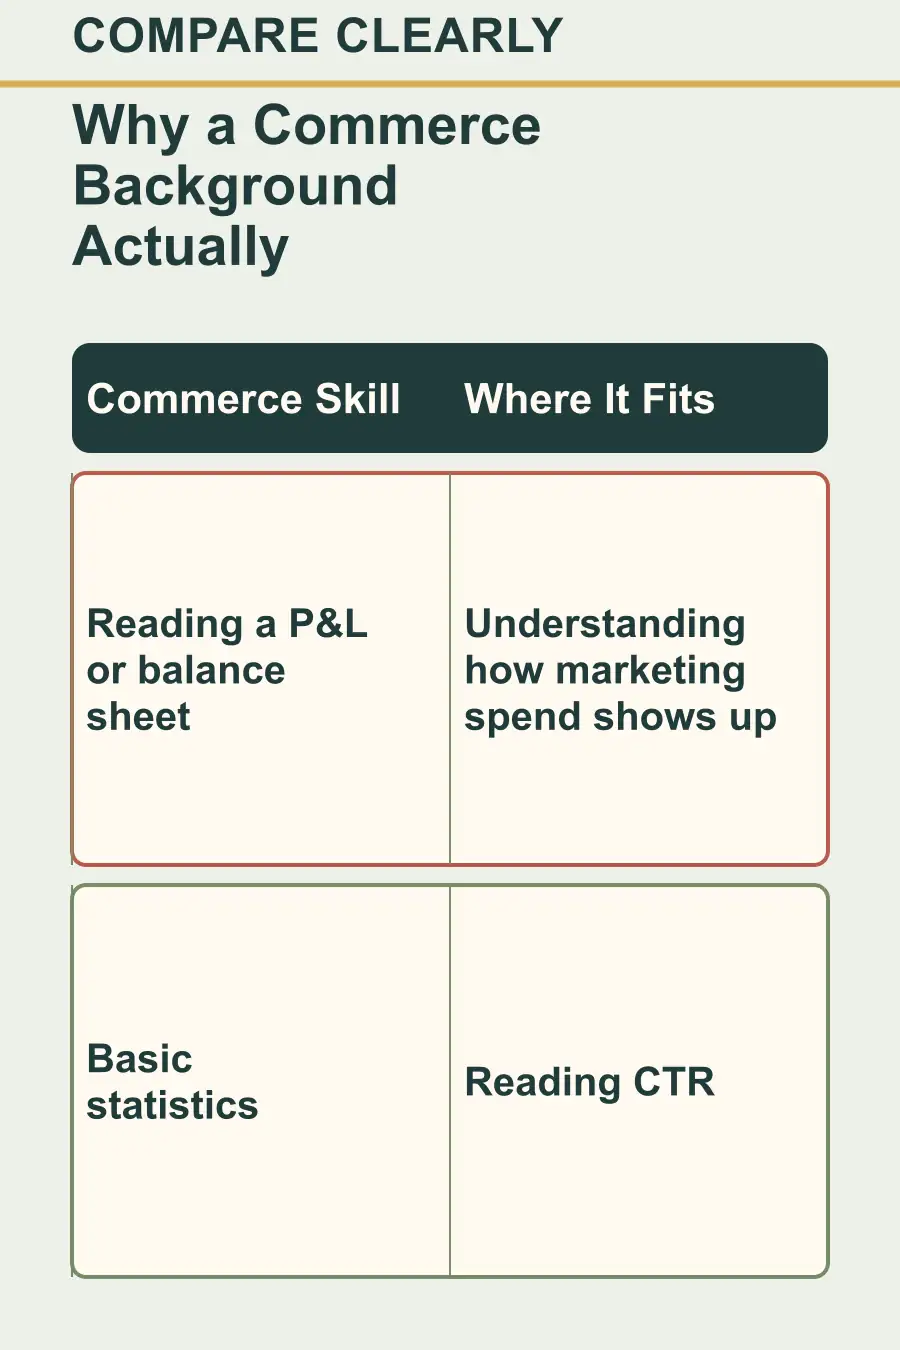 COMPARE CLEARLY
Why a Commerce
Background
Actually
Commerce Skill
Where It Fits
Reading a P&L
or balance
sheet
Understanding
how marketing
spend shows up
Basic
statistics
Reading CTR